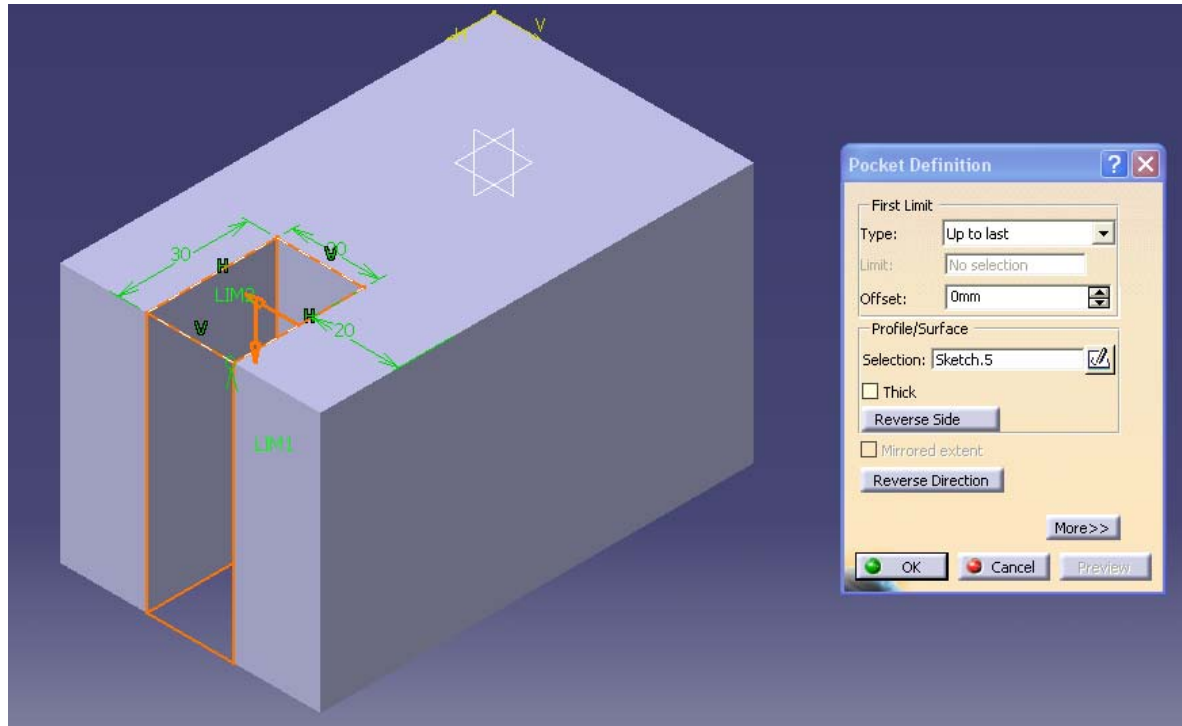 H
V
30
H
20
V
LIM2
V
H
20
LIM1
Pocket Definition
?
First Limit
Type: Up to last
Limit: No selection
Offset: 0mm
Profile/Surface
Selection: Sketch.5
Thick
Reverse Side
Mirrored extent
Reverse Direction
More>>
OK Cancel Preview